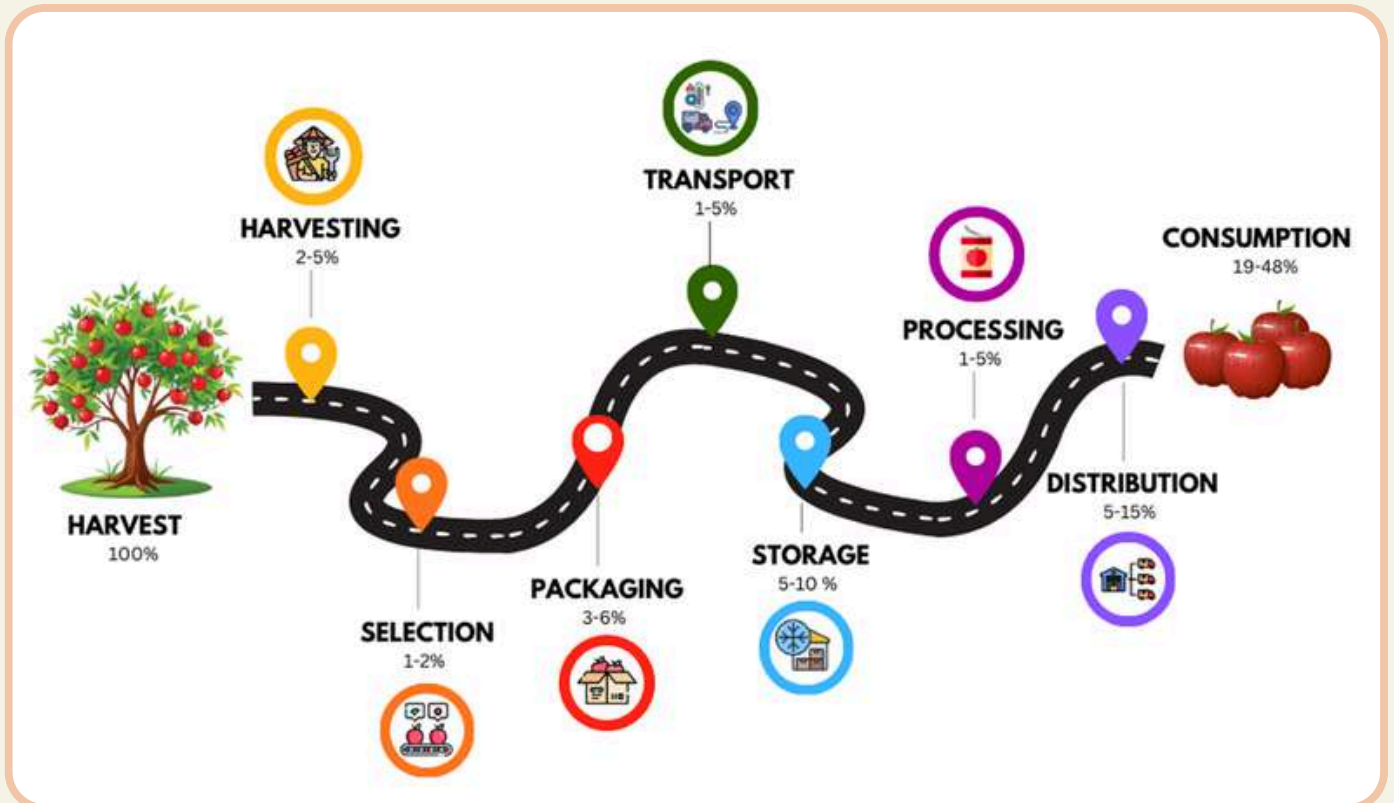 HARVEST
100%
HARVESTING
2-5%
SELECTION
1-2%
PACKAGING
3-6%
TRANSPORT
1-5%
STORAGE
5-10 %
PROCESSING
1-5%
DISTRIBUTION
5-15%
CONSUMPTION
19-48%